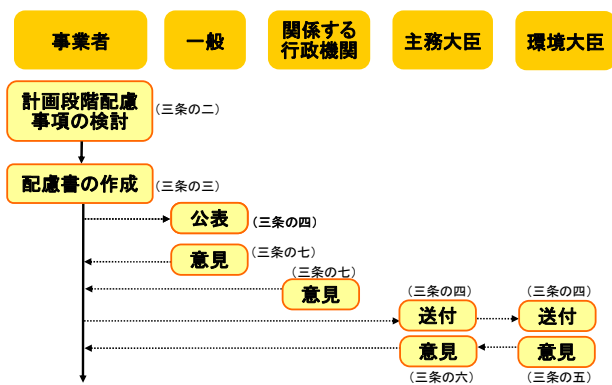 事業者
一般
関係する
行政機関
主務大臣
環境大臣
計画段階配慮
事項の検討
（三条の二）
配慮書の作成
（三条の三）
公表
（三条の四）
意見
（三条の七）
（三条の七）
意見
（三条の四）
（三条の四）
送付
送付
意見
意見
（三条の六）
（三条の五）